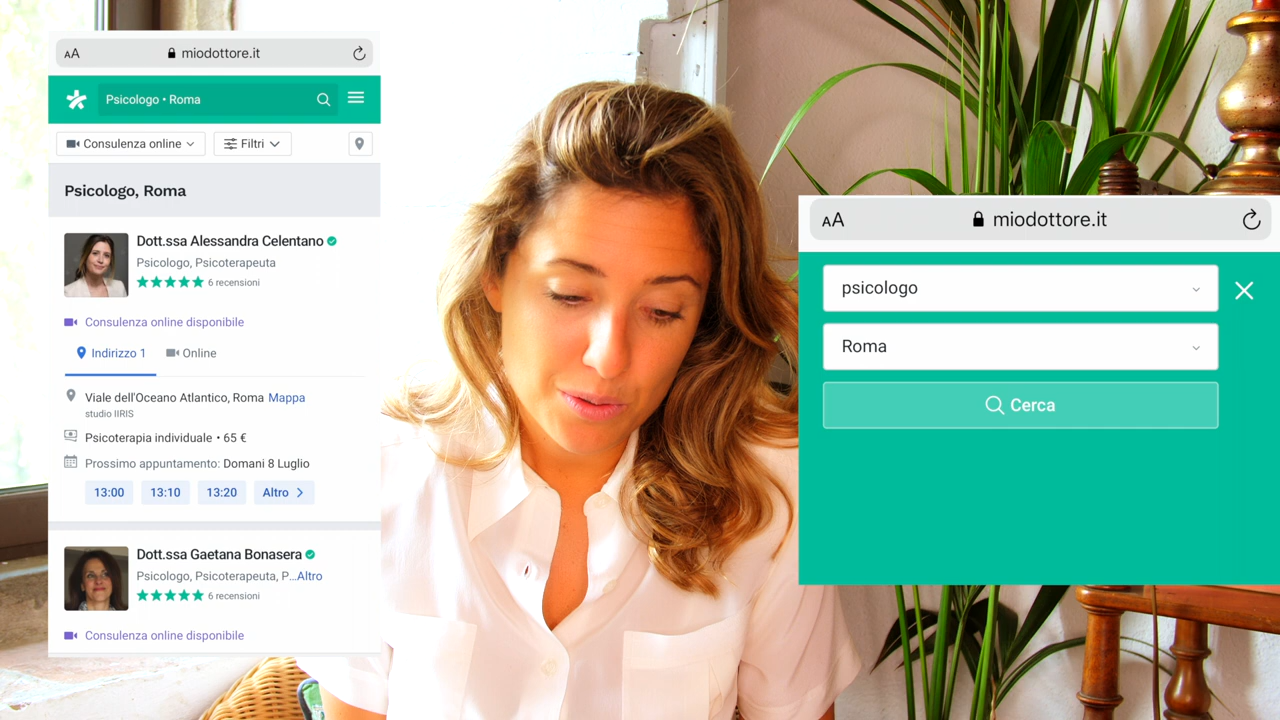 AA miodottore.it
Psicologo • Roma
Consulenza online
Filtri
Psicologo, Roma
Dott.ssa Alessandra Celentano
Psicologo, Psicoterapeuta
6 recensioni
Consulenza online disponibile
Indirizzo 1 Online
Viale dell'Oceano Atlantico, Roma Mappa
studio IIRIS
Psicoterapia individuale • 65 €
Prossimo appuntamento: Domani 8 Luglio
13:00 13:10 13:20 Altro
Dott.ssa Gaetana Bonasera
Psicologo, Psicoterapeuta, P...Altro
6 recensioni
Consulenza online disponibile
AA miodottore.it
psicologo
Roma
Cerca